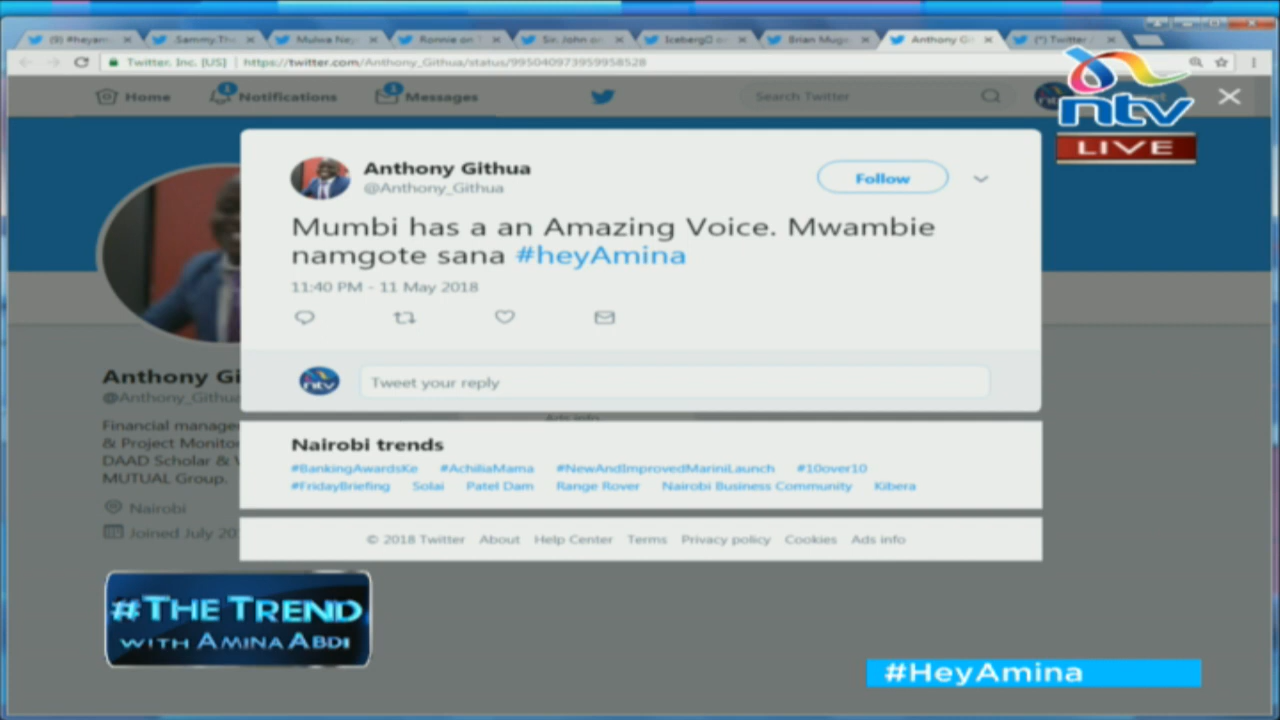 (9) #heyam
Sammy The
Mulwa Ne
Ronnie on T
Sir John on
Iceberg
Brian Mug
Anthony Gi
(*) Twitter /
Twitter, Inc. [US] | https://twitter.com/Anthony_Githua/status/995040973959958528
Home
Notifications
Messages
Search Twitter
ntv
LIVE
Anthony Githua
@Anthony_Githua
Follow
Mumbi has a an Amazing Voice. Mwambie
namgote sana #heyAmina
11:40 PM - 11 May 2018
ntv
Tweet your reply
Anthony Gi
@Anthony_Githua
Financial manage
& Project Monito
DAAD Scholar &
MUTUAL Group.
Nairobi
Joined July 20
Ads info
Nairobi trends
#BankingAwardsKe #AchiliaMama #NewAndImprovedMariniLaunch #10over10
#FridayBriefing Solai Patel Dam Range Rover Nairobi Business Community Kibera
© 2018 Twitter About Help Center Terms Privacy policy Cookies Ads info
#THE TREND
WITH AMINA ABDI
#HeyAmina